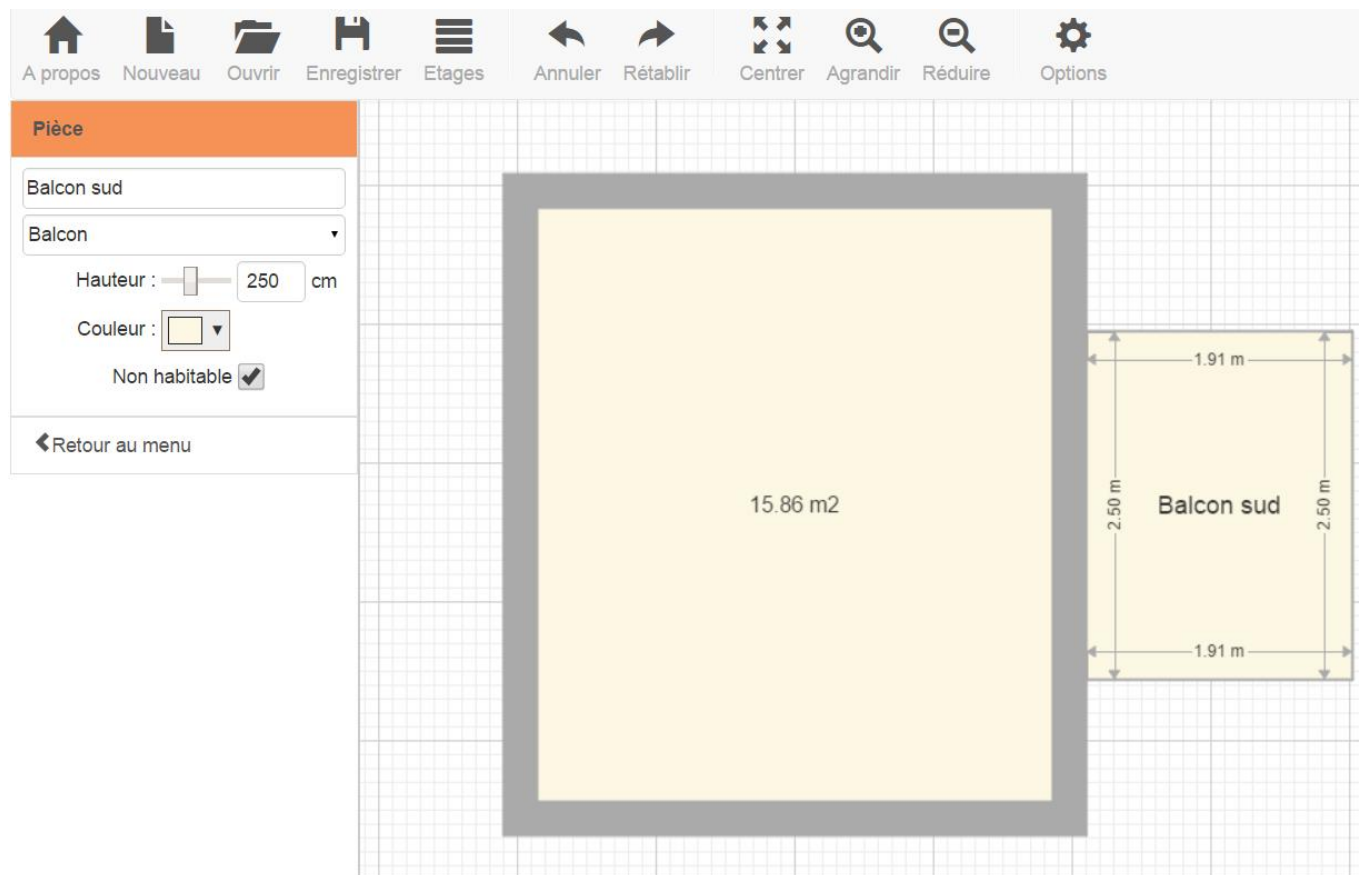 A propos Nouveau Ouvrir Enregistrer Etages Annuler Rétablir Centrer Agrandir Réduire Options
Pièce
Balcon sud
Balcon
Hauteur : 250 cm
Couleur :
Non habitable
Retour au menu
15.86 m2
1.91 m
2.50 m Balcon sud 2.50 m
1.91 m